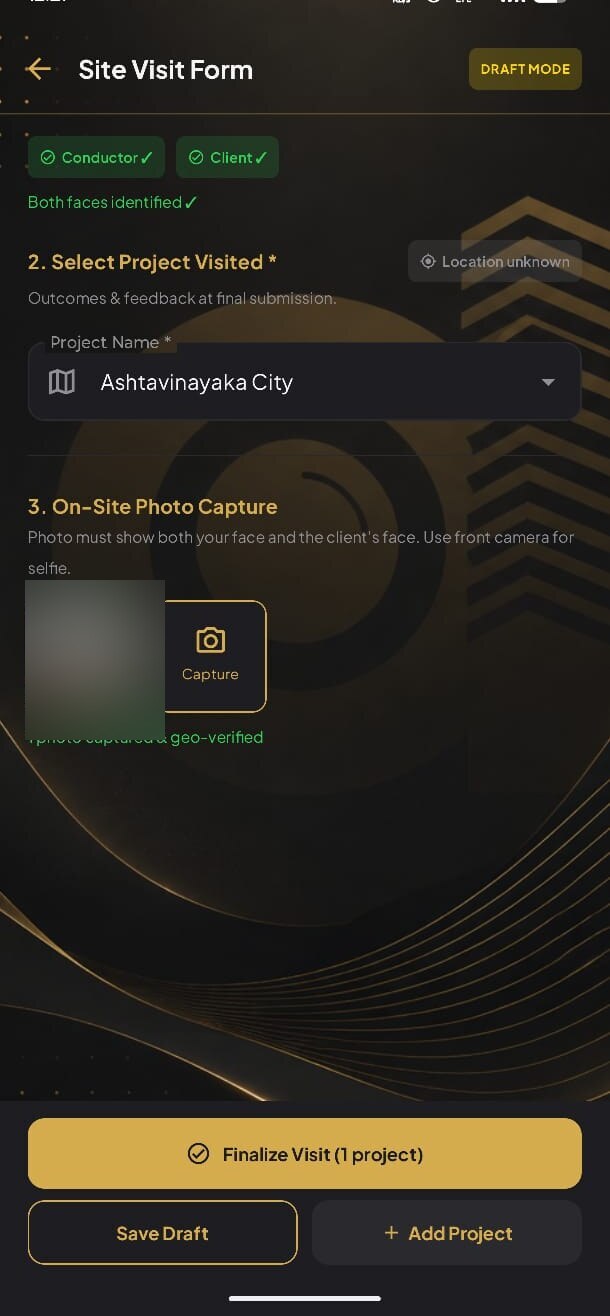 Site Visit Form
DRAFT MODE
Conductor ✓
Client ✓
Both faces identified ✓
2. Select Project Visited *
Location unknown
Outcomes & feedback at final submission.
Project Name *
Ashtavinayaka City
3. On-Site Photo Capture
Photo must show both your face and the client's face. Use front camera for
selfie.
Capture
photo captured & geo-verified
Finalize Visit (1 project)
Save Draft
+ Add Project